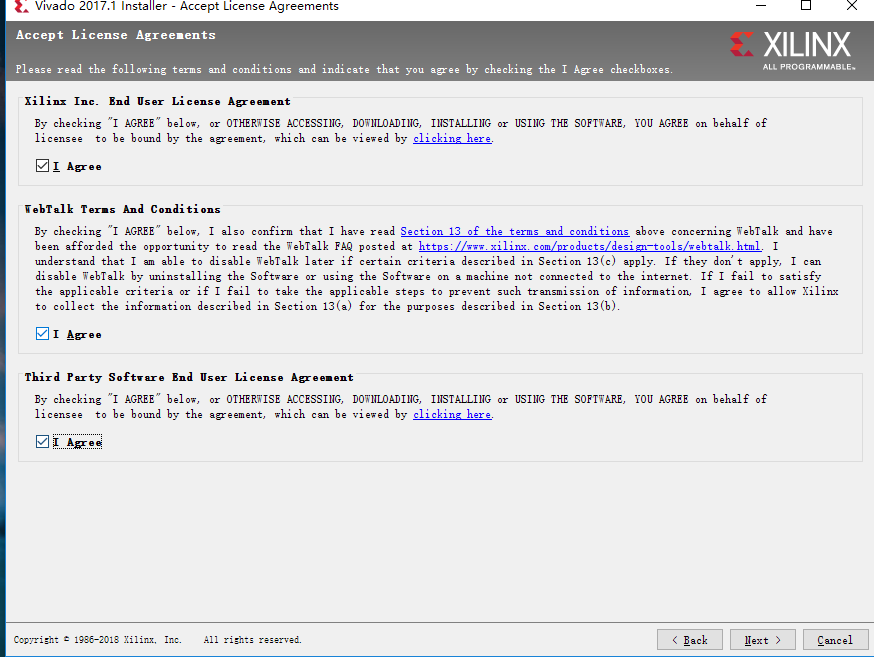 Vivado 2017.1 Installer - Accept License Agreements
Accept License Agreements
XILINX
ALL PROGRAMMABLE™
Please read the following terms and conditions and indicate that you agree by checking the I Agree checkboxes.
Xilinx Inc. End User License Agreement
By checking "I AGREE" below, or OTHERWISE ACCESSING, DOWNLOADING, INSTALLING or USING THE SOFTWARE, YOU AGREE on behalf of
licensee to be bound by the agreement, which can be viewed by clicking here.
I Agree
WebTalk Terms And Conditions
By checking "I AGREE" below, I also confirm that I have read Section 13 of the terms and conditions above concerning WebTalk and have
been afforded the opportunity to read the WebTalk FAQ posted at https://www.xilinx.com/products/design-tools/webtalk.html. I
understand that I am able to disable WebTalk later if certain criteria described in Section 13(c) apply. If they don't apply, I can
disable WebTalk by uninstalling the Software or using the Software on a machine not connected to the internet. If I fail to satisfy
the applicable criteria or if I fail to take the applicable steps to prevent such transmission of information, I agree to allow Xilinx
to collect the information described in Section 13(a) for the purposes described in Section 13(b).
I Agree
Third Party Software End User License Agreement
By checking "I AGREE" below, or OTHERWISE ACCESSING, DOWNLOADING, INSTALLING or USING THE SOFTWARE, YOU AGREE on behalf of
licensee to be bound by the agreement, which can be viewed by clicking here.
I Agree
Copyright © 1986-2018 Xilinx, Inc. All rights reserved.
< Back
Next >
Cancel